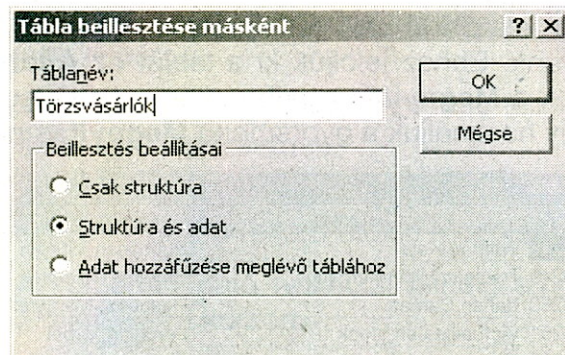 Tábla beillesztése másként
Táblanév:
Törzsvásárlók
OK
Mégse
Beillesztés beállításai
Csak struktúra
Struktúra és adat
Adat hozzáfűzése meglévő táblához